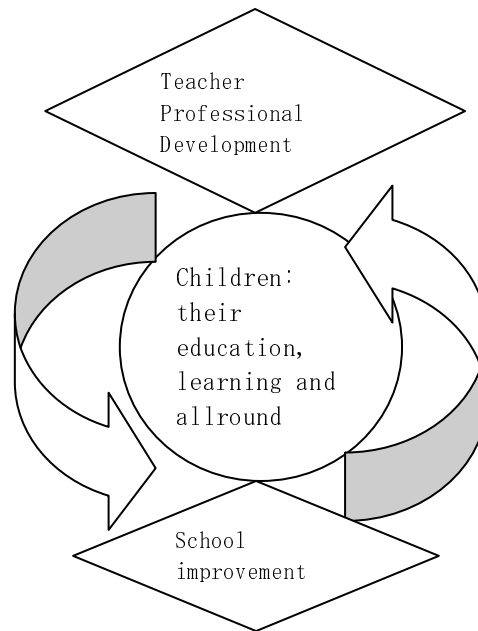 Teacher
Professional
Development
Children:
their
education,
learning and
allround
School
improvement